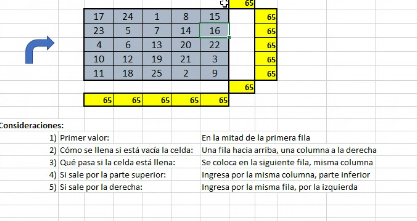 65
17 24 1 8 15 65
23 5 7 14 16 65
4 6 13 20 22 65
10 12 19 21 3 65
11 18 25 2 9 65
65
65 65 65 65 65
Consideraciones:
1) Primer valor: En la mitad de la primera fila
2) Cómo se llena si está vacía la celda: Una fila hacia arriba, una columna a la derecha
3) Qué pasa si la celda está llena: Se coloca en la siguiente fila, misma columna
4) Si sale por la parte superior: Ingresa por la misma columna, parte inferior
5) Si sale por la derecha: Ingresa por la misma fila, por la izquierda